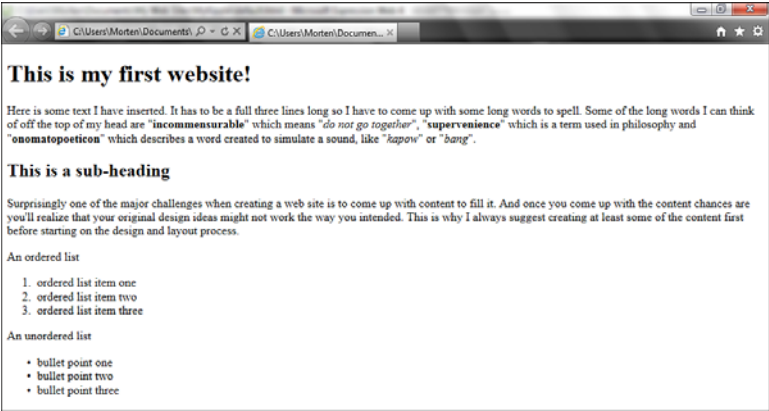 C:\Users\Morten\Documents\
C:\Users\Morten\Documen...
This is my first website!
Here is some text I have inserted. It has to be a full three lines long so I have to come up with some long words to spell. Some of the long words I can think
of off the top of my head are "incommensurable" which means "do not go together", "supervenience" which is a term used in philosophy and
"onomatopoeticon" which describes a word created to simulate a sound, like "kapow" or "bang".
This is a sub-heading
Surprisingly one of the major challenges when creating a web site is to come up with content to fill it. And once you come up with the content chances are
you'll realize that your original design ideas might not work the way you intended. This is why I always suggest creating at least some of the content first
before starting on the design and layout process.
An ordered list
1. ordered list item one
2. ordered list item two
3. ordered list item three
An unordered list
• bullet point one
• bullet point two
• bullet point three